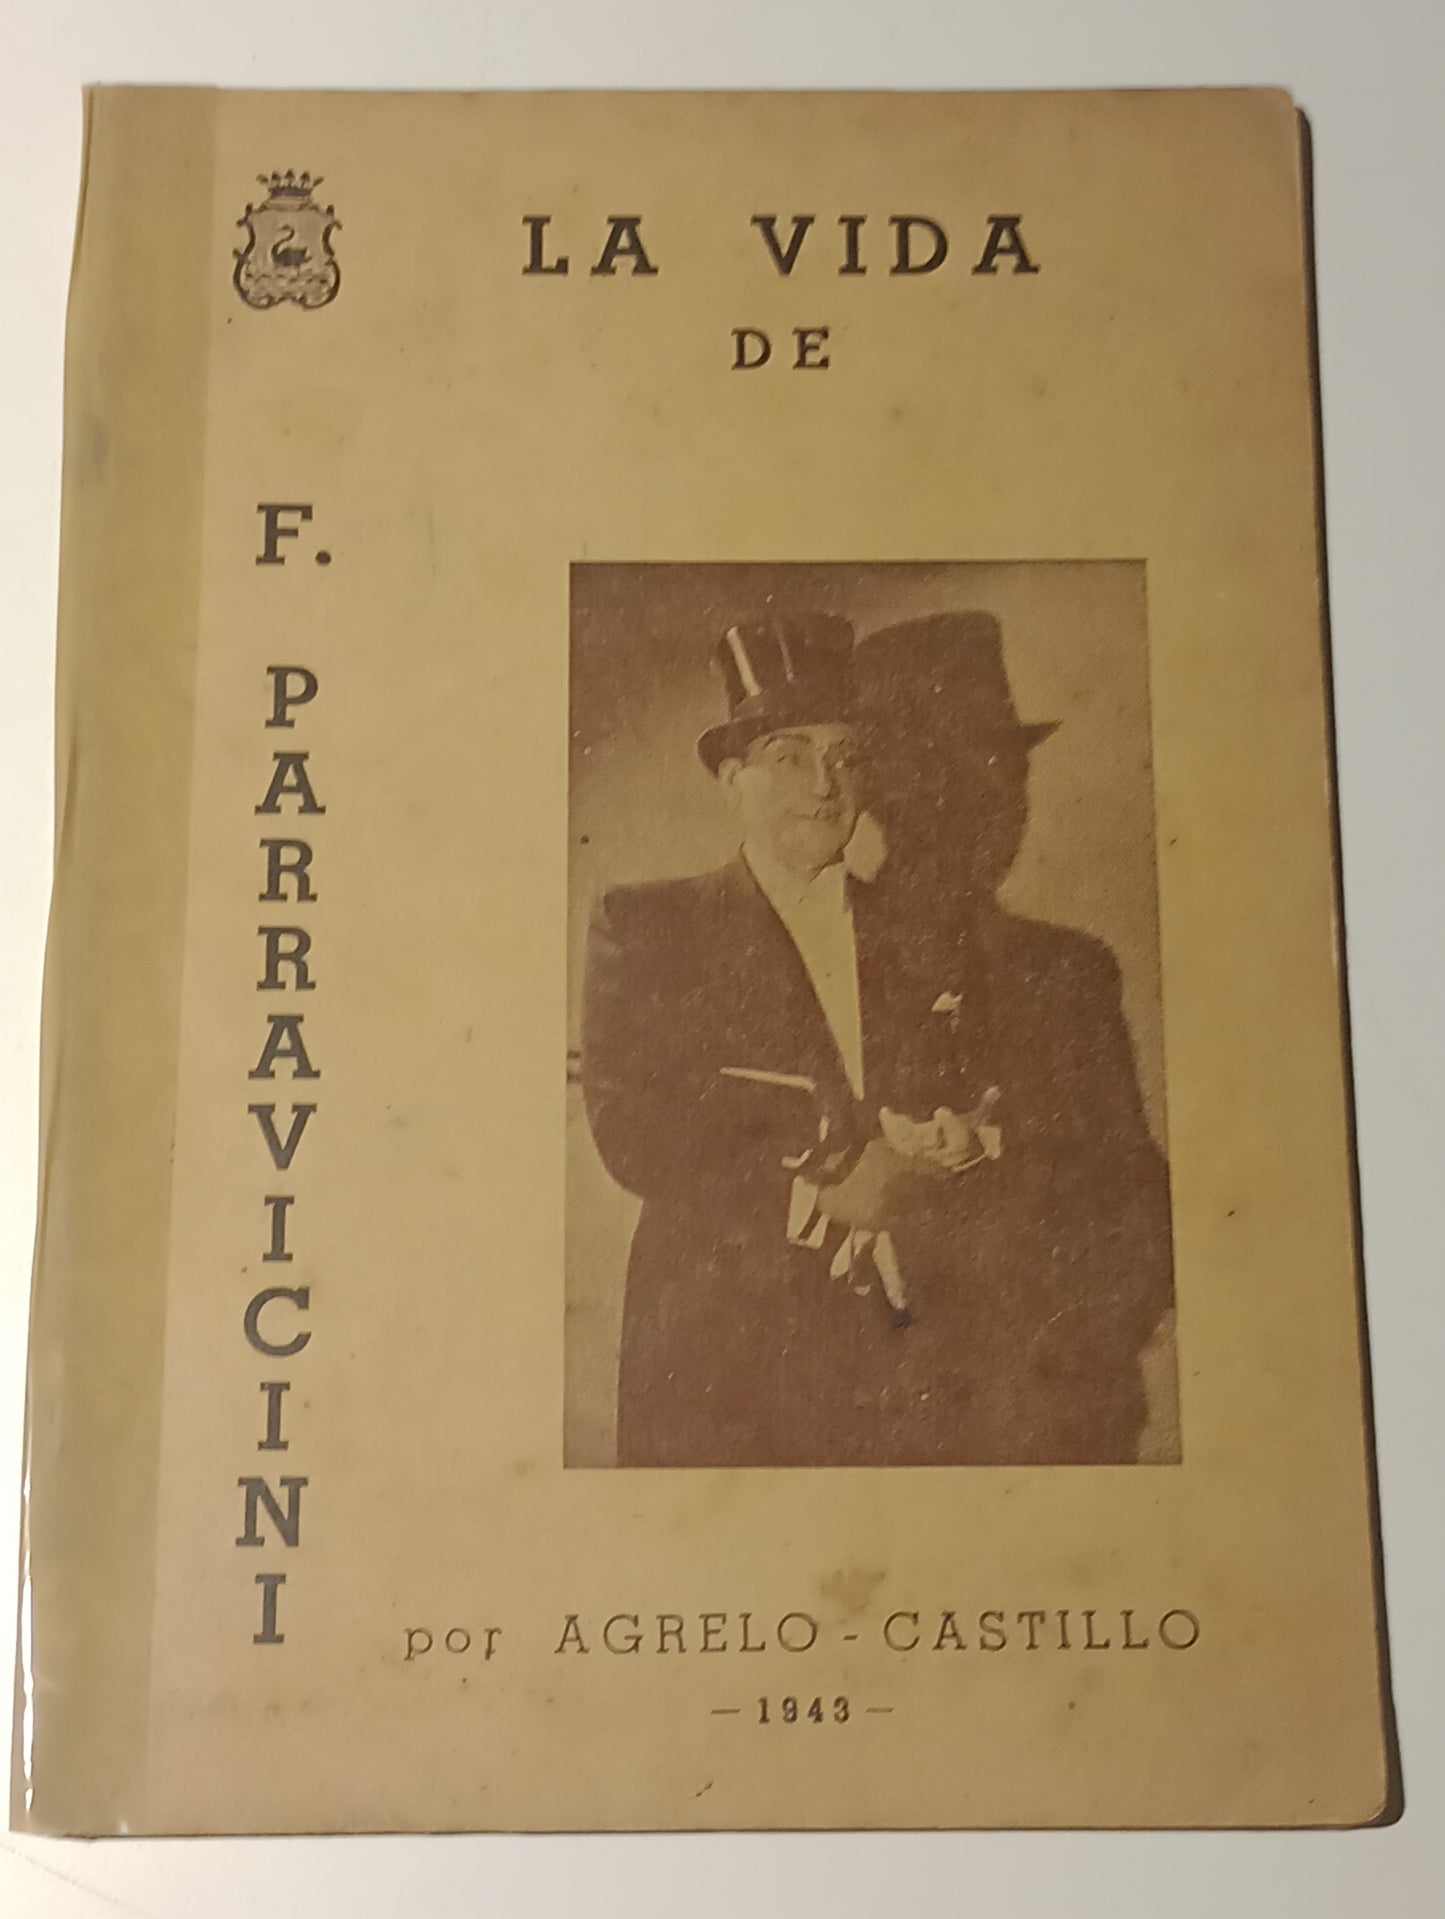 LA VIDA
DE
F. PARRAVICINI
por AGRELO - CASTILLO
— 1943 —